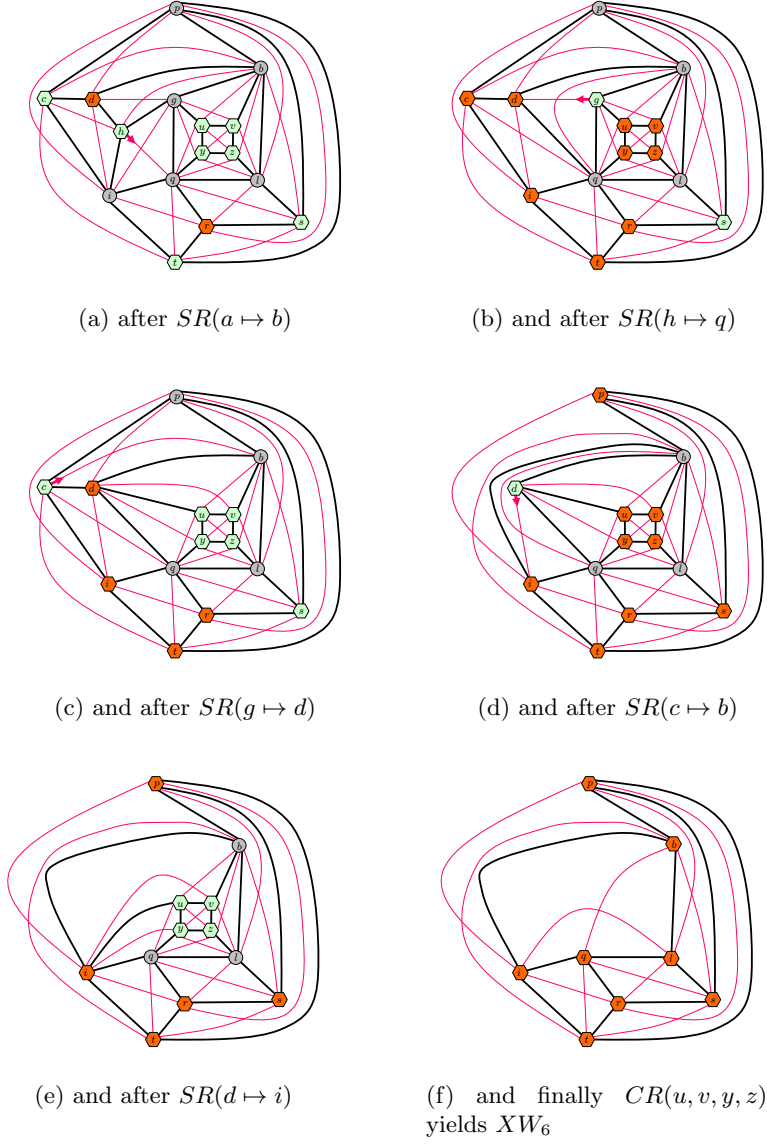 p
b
c
d
g
h
u
v
y
z
q
l
i
r
s
t
(a) after SR(a ↦ b)
p
b
c
d
g
u
v
y
z
q
l
i
r
s
t
(b) and after SR(h ↦ q)
p
b
c
d
u
v
y
z
q
l
i
r
s
t
(c) and after SR(g ↦ d)
p
b
d
u
v
y
z
q
l
i
r
s
t
(d) and after SR(c ↦ b)
p
b
u
v
y
z
q
l
i
r
s
t
(e) and after SR(d ↦ i)
p
b
q
l
i
r
s
t
(f) and finally CR(u, v, y, z)
yields XW₆